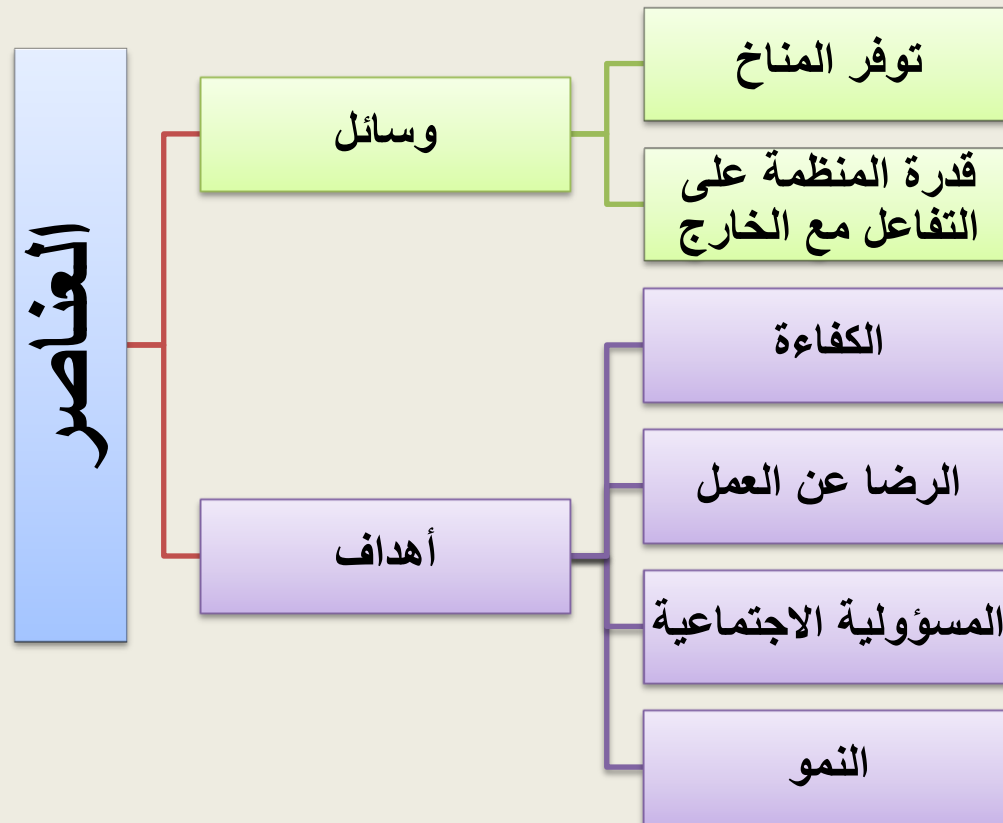 العناصر
وسائل
توفر المناخ
قدرة المنظمة على
التفاعل مع الخارج
أهداف
الكفاءة
الرضا عن العمل
المسؤولية الاجتماعية
النمو